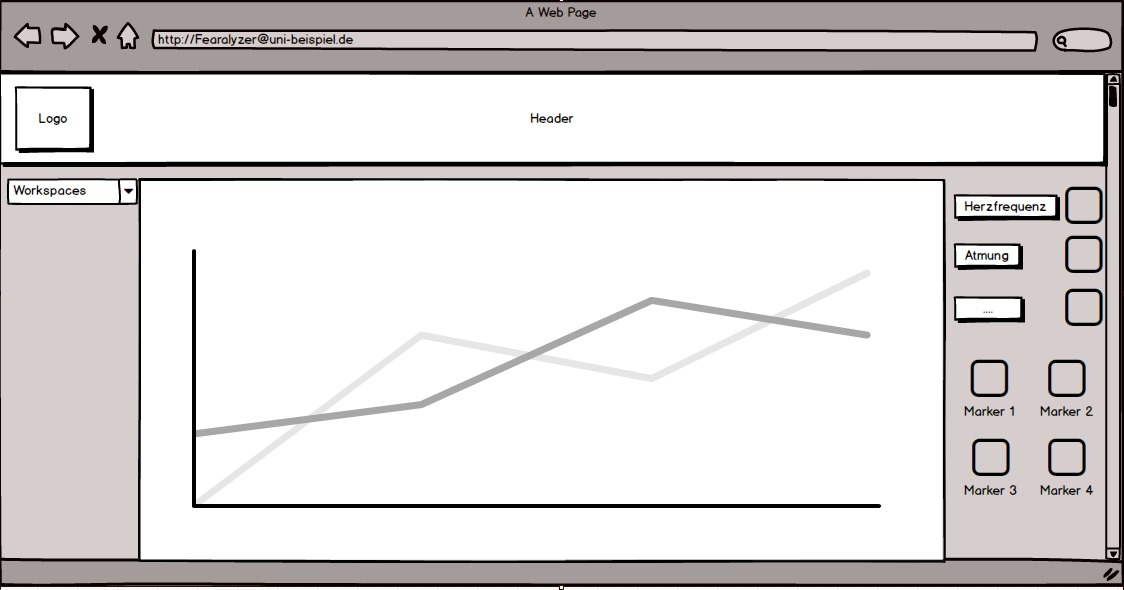 A Web Page
http://Fearalyzer@uni-beispiel.de
Logo
Header
Workspaces
Herzfrequenz
Atmung
....
Marker 1
Marker 2
Marker 3
Marker 4